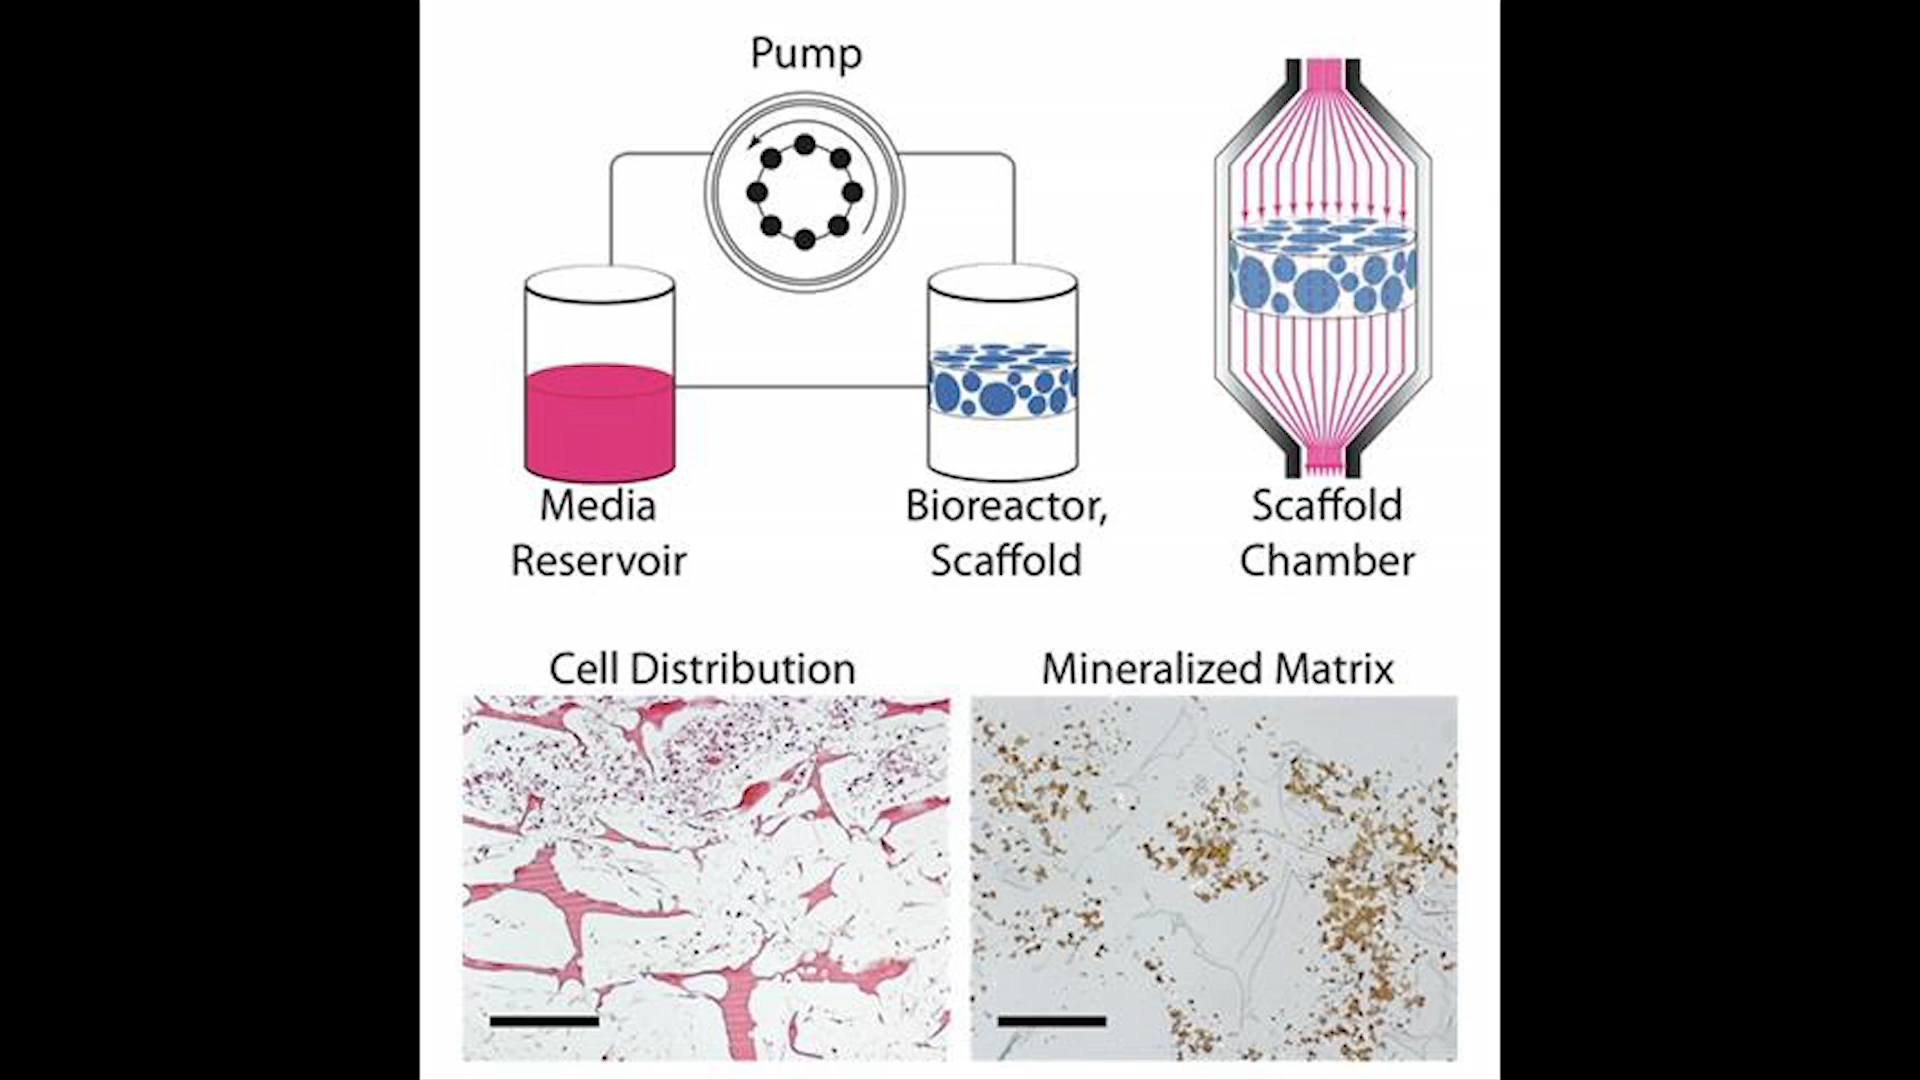 Pump
Media
Reservoir
Bioreactor,
Scaffold
Scaffold
Chamber
Cell Distribution
Mineralized Matrix